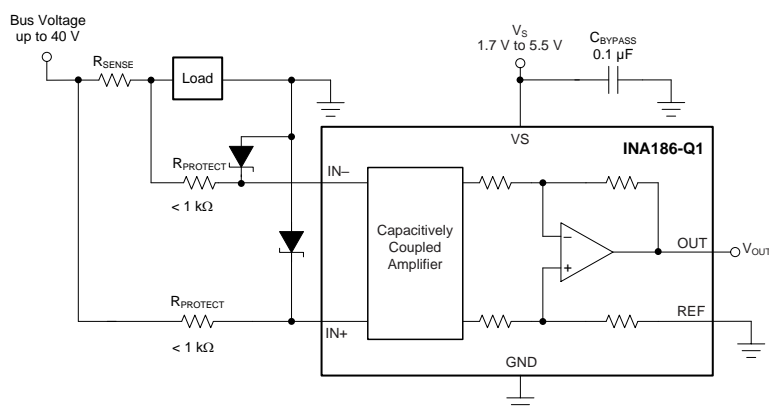 Bus Voltage
up to 40 V
RSENSE
Load
VS
1.7 V to 5.5 V
CBYPASS
0.1 µF
VS
INA186-Q1
RPROTECT
< 1 kΩ
IN–
Capacitively
Coupled
Amplifier
–
+
OUT
VOUT
RPROTECT
< 1 kΩ
IN+
REF
GND